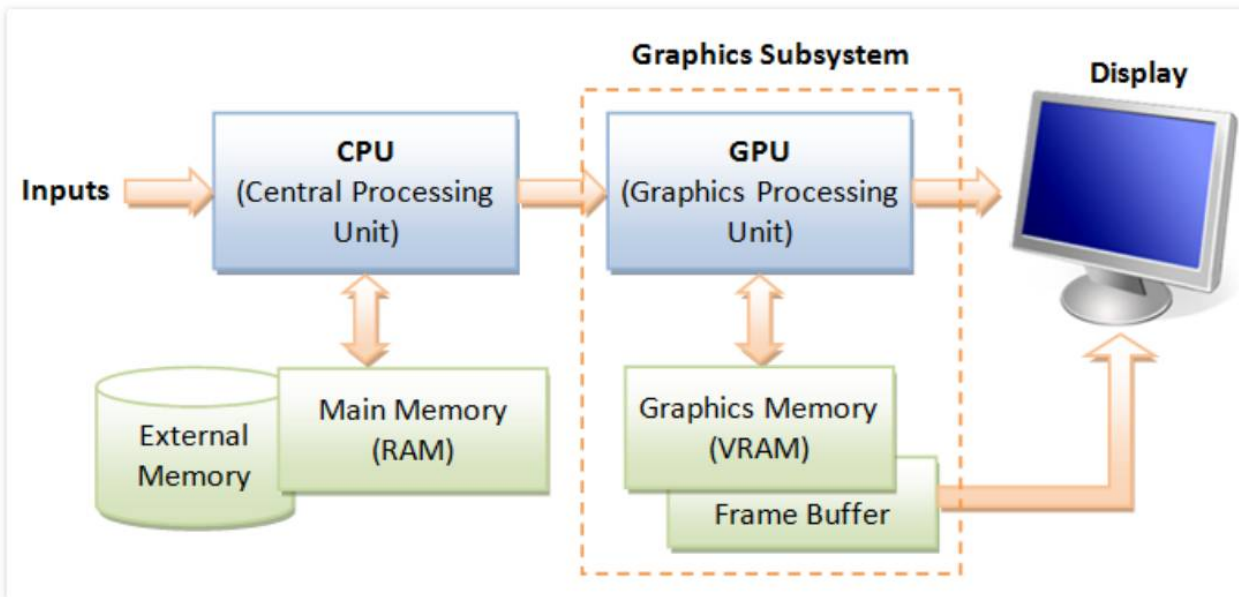 Graphics Subsystem
Display
Inputs
CPU
(Central Processing
Unit)
GPU
(Graphics Processing
Unit)
External
Memory
Main Memory
(RAM)
Graphics Memory
(VRAM)
Frame Buffer